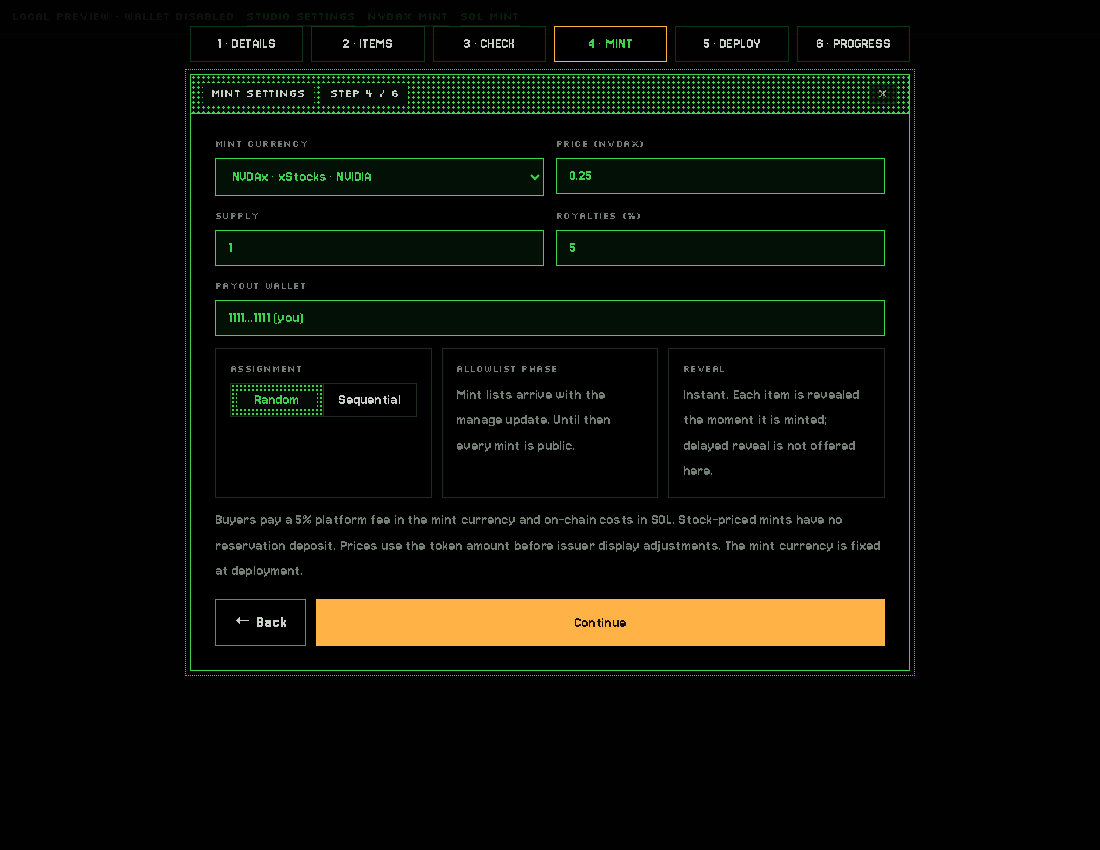 LOCAL PREVIEW · WALLET DISABLED STUDIO SETTINGS NVDAX MINT SOL MINT
1 · DETAILS 2 · ITEMS 3 · CHECK 4 · MINT 5 · DEPLOY 6 · PROGRESS
MINT SETTINGS STEP 4 / 6 X
MINT CURRENCY PRICE (NVDAX)
NVDAx · xStocks · NVIDIA 0.25
SUPPLY ROYALTIES (%)
1 5
PAYOUT WALLET
1111...1111 (you)
ASSIGNMENT
Random Sequential
ALLOWLIST PHASE
Mint lists arrive with the
manage update. Until then
every mint is public.
REVEAL
Instant. Each item is revealed
the moment it is minted;
delayed reveal is not offered
here.
Buyers pay a 5% platform fee in the mint currency and on-chain costs in SOL. Stock-priced mints have no
reservation deposit. Prices use the token amount before issuer display adjustments. The mint currency is fixed
at deployment.
← Back Continue